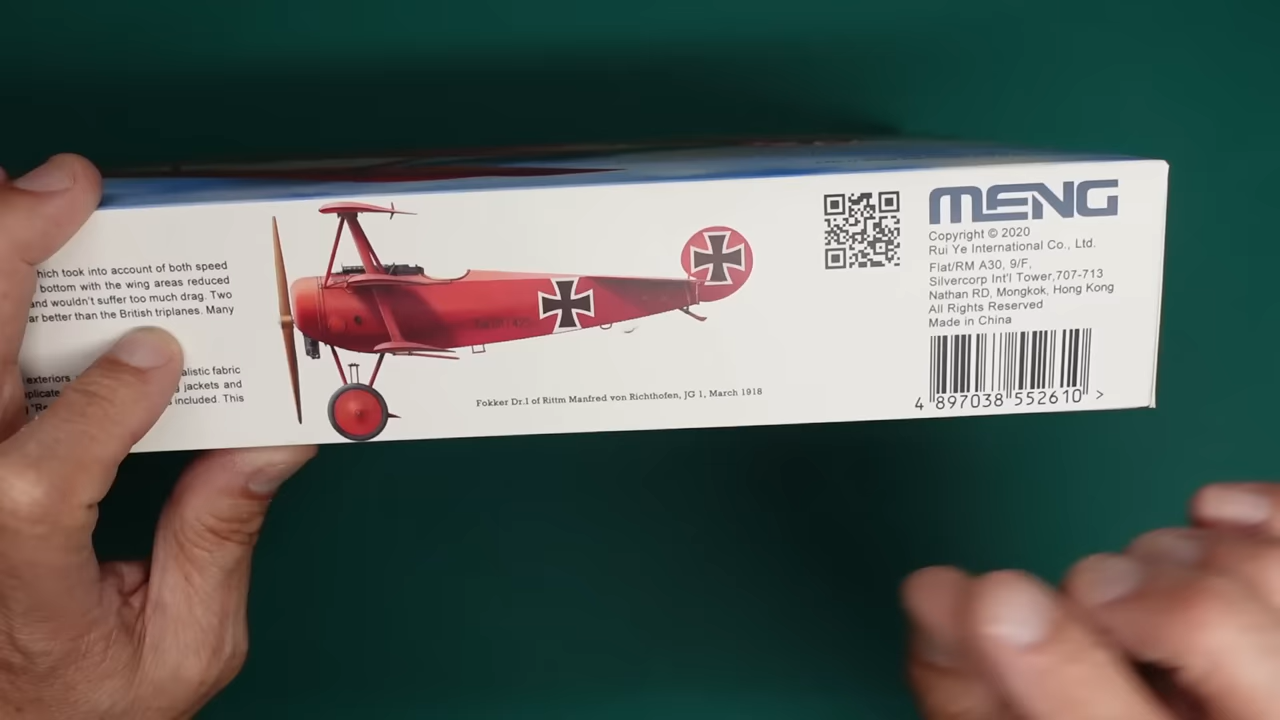 hich took into account of both speed
bottom with the wing areas reduced
and wouldn't suffer too much drag. Two
ar better than the British triplanes. Many
exteriors
alistic fabric
plicate
jackets and
included. This
Fokker Dr.I of Rittm Manfred von Richthofen, JG 1, March 1918
MENG
Copyright © 2020
Rui Ye International Co., Ltd.
Flat/RM A30, 9/F,
Silvercorp Int'l Tower,707-713
Nathan RD, Mongkok, Hong Kong
All Rights Reserved
Made in China
4 897038 552610 >